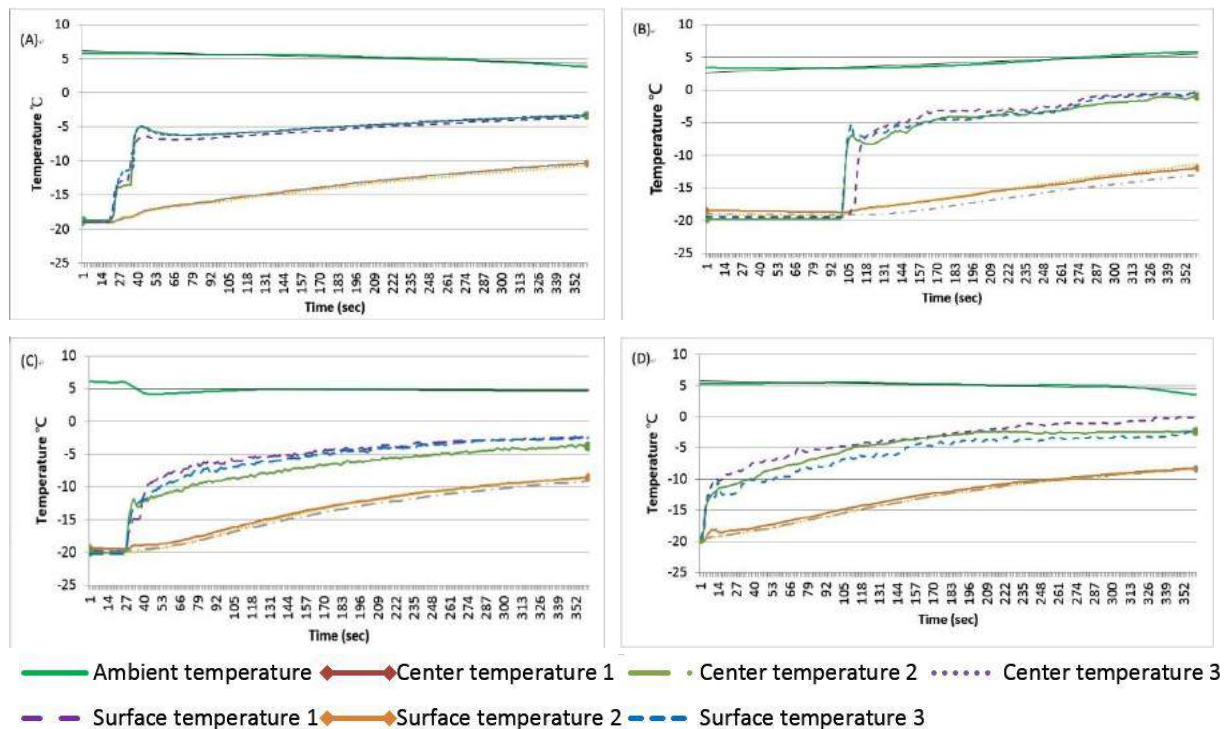 (A)
10
5
0
-5
-10
-15
-20
-25
Temperature °C
1 14 27 40 53 66 79 92 105 118 131 144 157 170 183 196 209 222 235 248 261 274 287 300 313 326 339 352
Time (sec)
(B)
10
5
0
-5
-10
-15
-20
-25
Temperature °C
1 14 27 40 53 66 79 92 105 118 131 144 157 170 183 196 209 222 235 248 261 274 287 300 313 326 339 352
Time (sec)
(C)
10
5
0
-5
-10
-15
-20
-25
Temperature °C
1 14 27 40 53 66 79 92 105 118 131 144 157 170 183 196 209 222 235 248 261 274 287 300 313 326 339 352
Time (sec)
(D)
10
5
0
-5
-10
-15
-20
-25
Temperature °C
1 14 27 40 53 66 79 92 105 118 131 144 157 170 183 196 209 222 235 248 261 274 287 300 313 326 339 352
Time (sec)
Ambient temperature Center temperature 1 Center temperature 2 Center temperature 3
Surface temperature 1 Surface temperature 2 Surface temperature 3